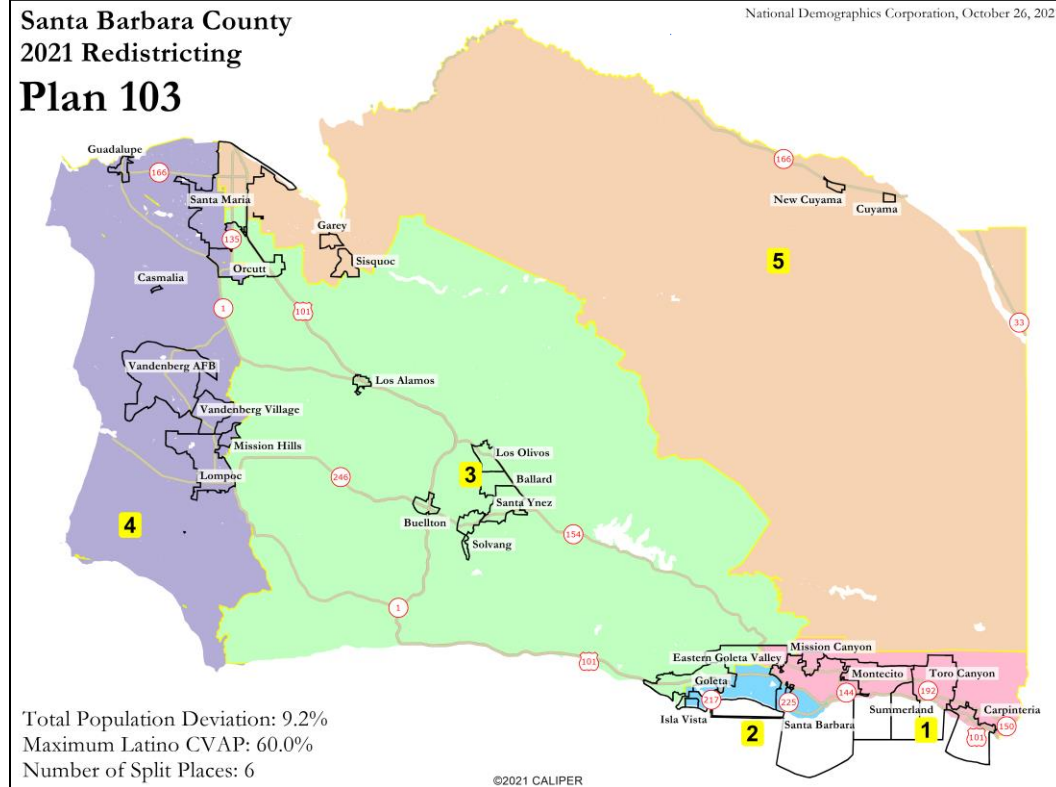 Santa Barbara County
2021 Redistricting
Plan 103
National Demographics Corporation, October 26, 202
Guadalupe
166
Santa Maria
135
Orcutt
Garey
Sisquoc
Casmalia
1
101
166
New Cuyama
Cuyama
5
33
Vandenberg AFB
Vandenberg Village
Mission Hills
Lompoc
4
Los Alamos
246
3
Los Olivos
Ballard
Santa Ynez
Buellton
Solvang
154
1
101
Mission Canyon
Eastern Goleta Valley
Goleta
Montecito
Toro Canyon
217
225
144
192
Isla Vista
Santa Barbara
Summerland
Carpinteria
150
101
2
1
Total Population Deviation: 9.2%
Maximum Latino CVAP: 60.0%
Number of Split Places: 6
©2021 CALIPER